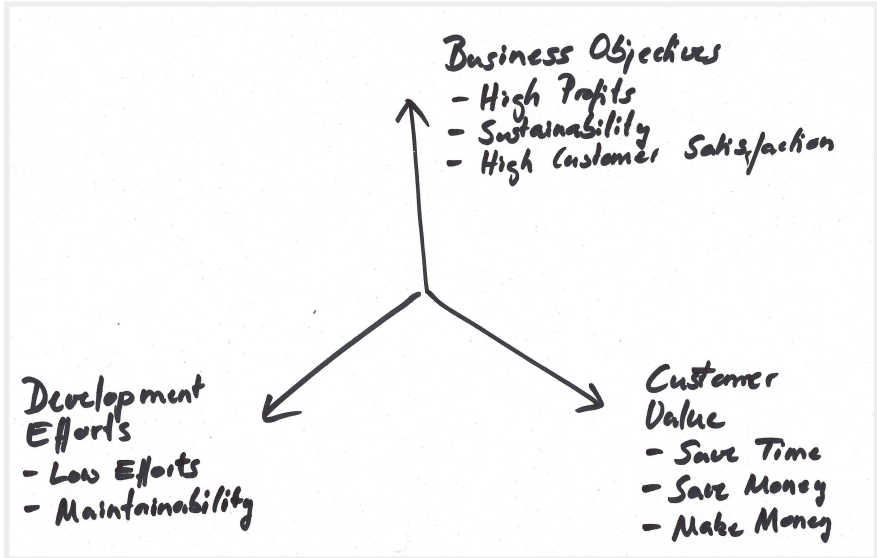 Business Objectives
- High Profits
- Sustainability
- High Customer Satisfaction
Development
Efforts
- Low Efforts
- Maintainability
Customer
Value
- Save Time
- Save Money
- Make Money